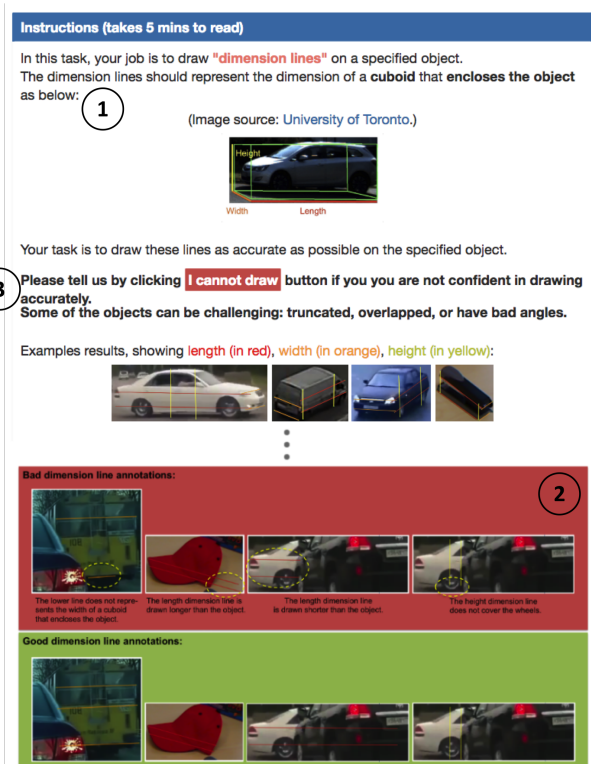 Instructions (takes 5 mins to read)
In this task, your job is to draw "dimension lines" on a specified object.
The dimension lines should represent the dimension of a cuboid that encloses the object
as below:
1
(Image source: University of Toronto.)
Height
Width Length
Your task is to draw these lines as accurate as possible on the specified object.
3
Please tell us by clicking I cannot draw button if you you are not confident in drawing
accurately.
Some of the objects can be challenging: truncated, overlapped, or have bad angles.
Examples results, showing length (in red), width (in orange), height (in yellow):
Bad dimension line annotations:
2
The lower line does not repre-
sents the width of a cuboid
that encloses the object.
The length dimension line is
drawn longer than the object.
The length dimension line
is drawn shorter than the object.
The height dimension line
does not cover the wheels.
Good dimension line annotations: